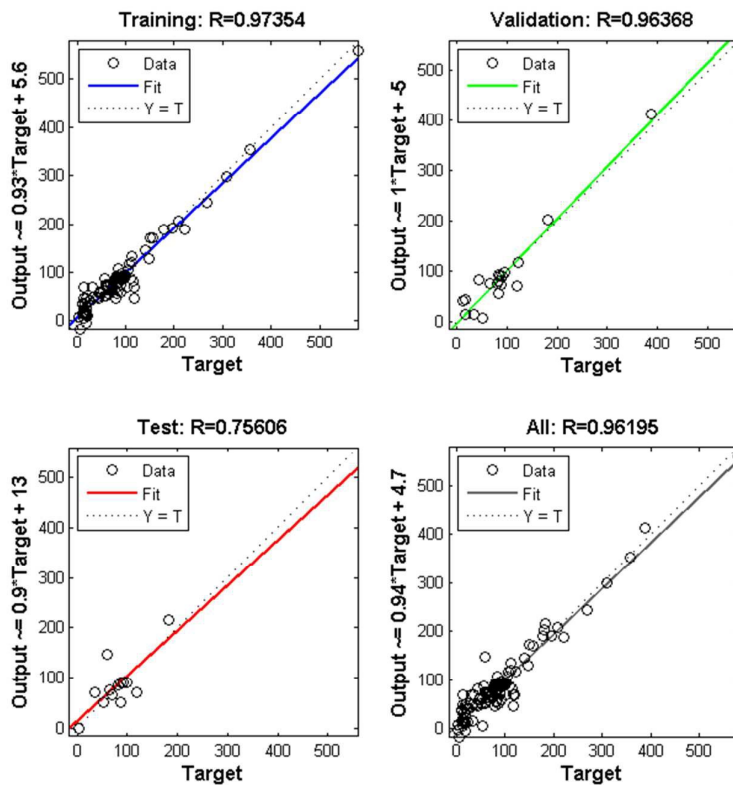 Training: R=0.97354
Output ~= 0.93*Target + 5.6
Data
Fit
Y = T
500
400
300
200
100
0
0 100 200 300 400 500
Target
Validation: R=0.96368
Output ~= 1*Target + -5
Data
Fit
Y = T
500
400
300
200
100
0
0 100 200 300 400 500
Target
Test: R=0.75606
Output ~= 0.9*Target + 13
Data
Fit
Y = T
500
400
300
200
100
0
0 100 200 300 400 500
Target
All: R=0.96195
Output ~= 0.94*Target + 4.7
Data
Fit
Y = T
500
400
300
200
100
0
0 100 200 300 400 500
Target